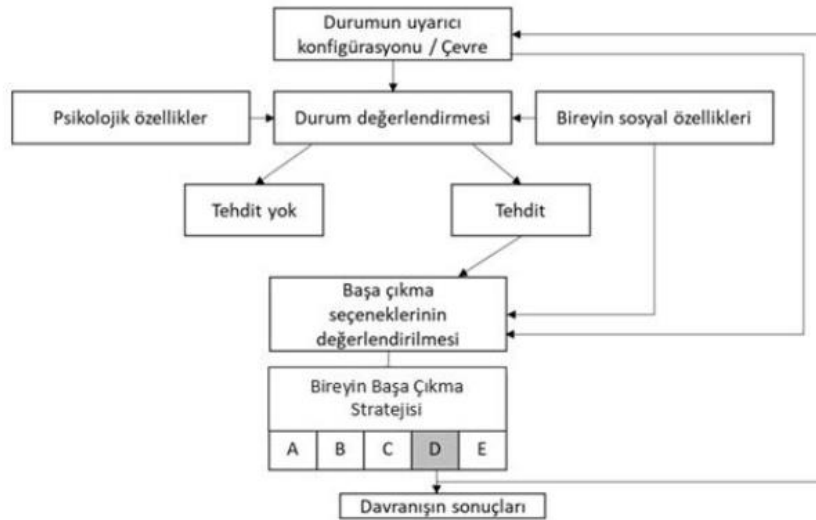 Durumun uyarıcı
konfigürasyonu / Çevre
Psikolojik özellikler
Durum değerlendirmesi
Bireyin sosyal özellikleri
Tehdit yok
Tehdit
Başa çıkma
seçeneklerinin
değerlendirilmesi
Bireyin Başa Çıkma
Stratejisi
A B C D E
Davranışın sonuçları